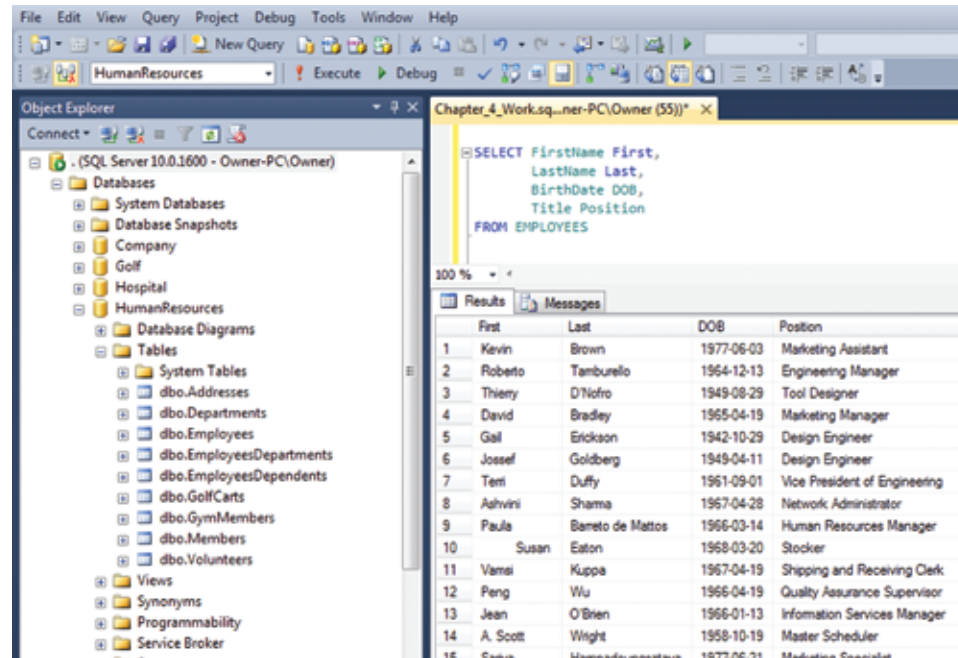 File Edit View Query Project Debug Tools Window Help
New Query
HumanResources Execute Debug
Object Explorer
Connect
. (SQL Server 10.0.1600 - Owner-PC\Owner)
Databases
System Databases
Database Snapshots
Company
Golf
Hospital
HumanResources
Database Diagrams
Tables
System Tables
dbo.Addresses
dbo.Departments
dbo.Employees
dbo.EmployeesDepartments
dbo.EmployeesDependents
dbo.GolfCarts
dbo.GymMembers
dbo.Members
dbo.Volunteers
Views
Synonyms
Programmability
Service Broker
Chapter_4_Work.sq...ner-PC\Owner (55))*
SELECT FirstName First,
LastName Last,
BirthDate DOB,
Title Position
FROM EMPLOYEES
100 %
Results Messages
First Last DOB Position
1 Kevin Brown 1977-06-03 Marketing Assistant
2 Roberto Tamburello 1964-12-13 Engineering Manager
3 Thierry D'Nofro 1949-08-29 Tool Designer
4 David Bradley 1965-04-19 Marketing Manager
5 Gail Erickson 1942-10-29 Design Engineer
6 Jossef Goldberg 1949-04-11 Design Engineer
7 Terri Duffy 1961-09-01 Vice President of Engineering
8 Ashvini Sharma 1967-04-28 Network Administrator
9 Paula Barreto de Mattos 1966-03-14 Human Resources Manager
10 Susan Eaton 1968-03-20 Stocker
11 Vamsi Kuppa 1967-04-19 Shipping and Receiving Clerk
12 Peng Wu 1966-04-19 Quality Assurance Supervisor
13 Jean O'Brien 1966-01-13 Information Services Manager
14 A. Scott Wright 1958-10-19 Master Scheduler
15 1977-06-21 Marketing Specialist